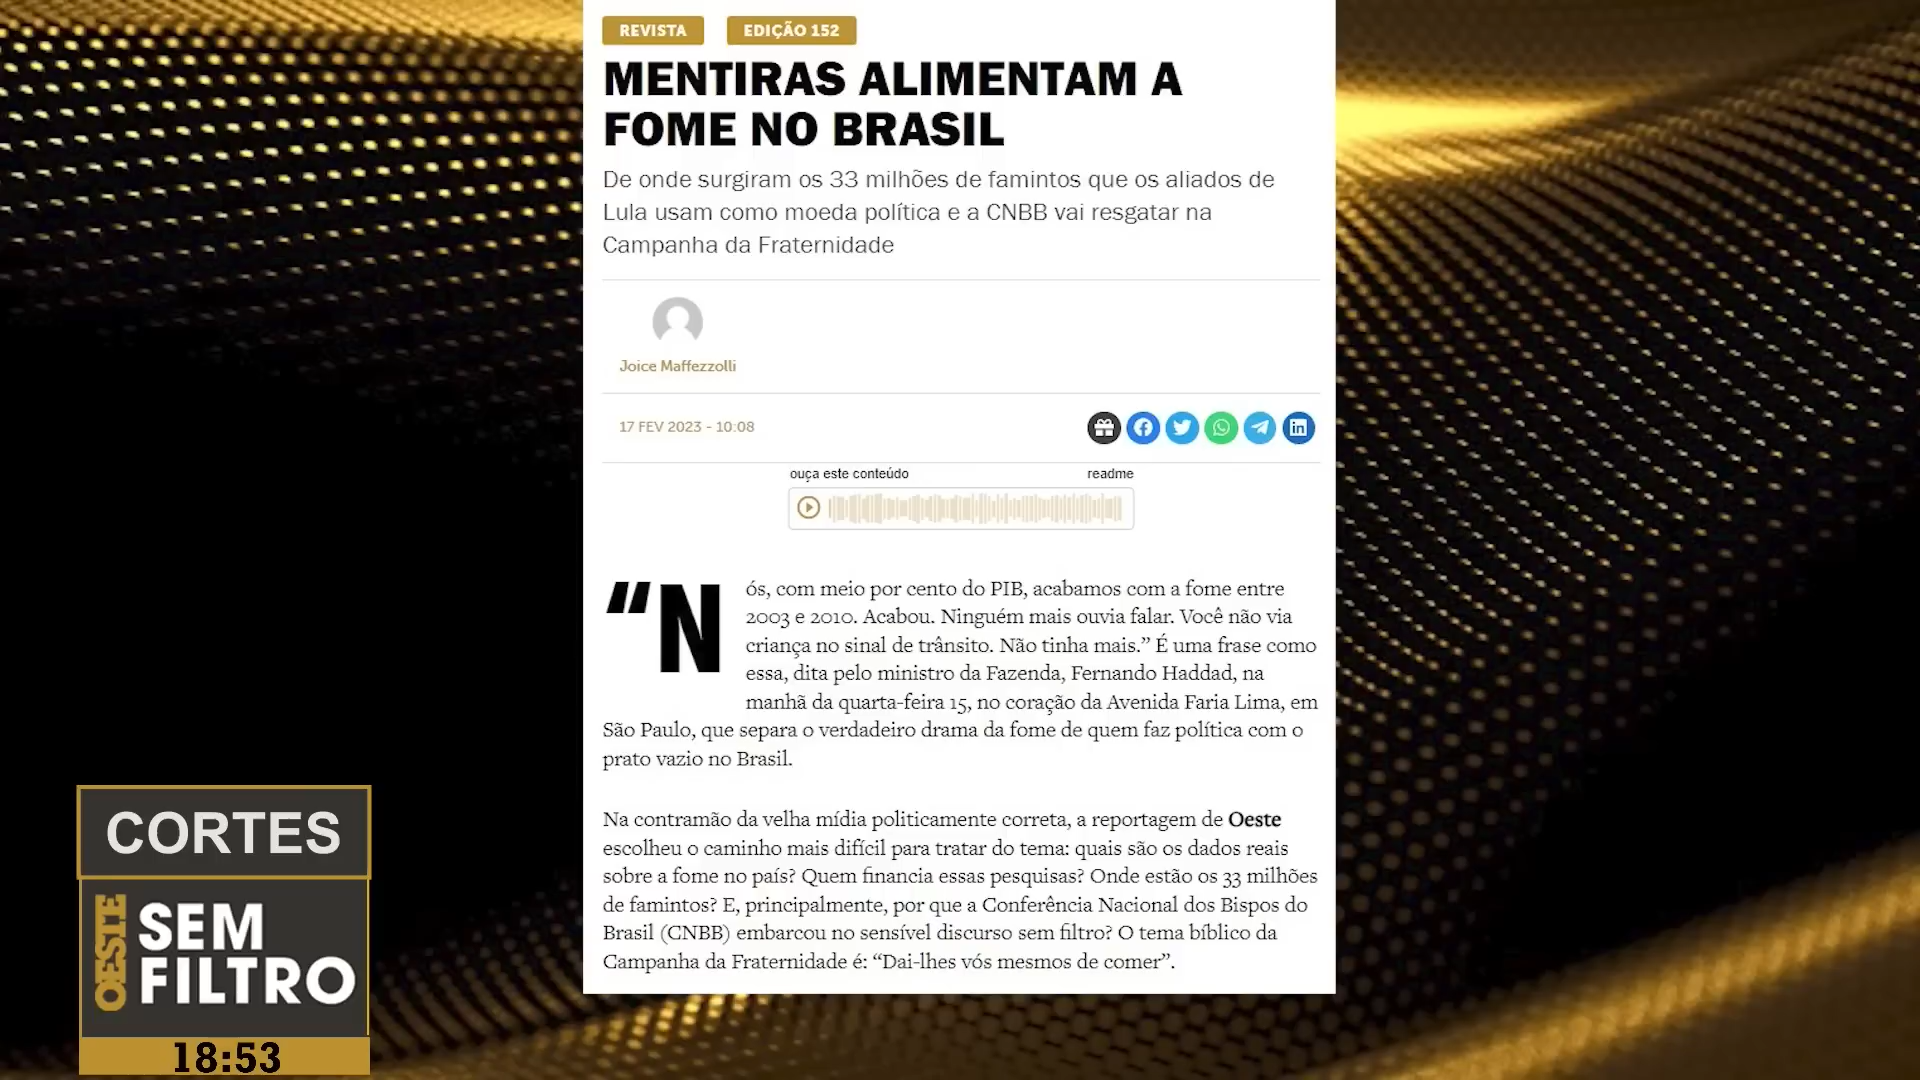 REVISTA
EDIÇÃO 152
MENTIRAS ALIMENTAM A
FOME NO BRASIL
De onde surgiram os 33 milhões de famintos que os aliados de
Lula usam como moeda política e a CNBB vai resgatar na
Campanha da Fraternidade
Joice Maffezzolli
17 FEV 2023 - 10:08
ouça este conteúdo
readme
“Nós, com meio por cento do PIB, acabamos com a fome entre
2003 e 2010. Acabou. Ninguém mais ouvia falar. Você não via
criança no sinal de trânsito. Não tinha mais.” É uma frase como
essa, dita pelo ministro da Fazenda, Fernando Haddad, na
manhã da quarta-feira 15, no coração da Avenida Faria Lima, em
São Paulo, que separa o verdadeiro drama da fome de quem faz política com o
prato vazio no Brasil.
Na contramão da velha mídia politicamente correta, a reportagem de Oeste
escolheu o caminho mais difícil para tratar do tema: quais são os dados reais
sobre a fome no país? Quem financia essas pesquisas? Onde estão os 33 milhões
de famintos? E, principalmente, por que a Conferência Nacional dos Bispos do
Brasil (CNBB) embarcou no sensível discurso sem filtro? O tema bíblico da
Campanha da Fraternidade é: “Dai-lhes vós mesmos de comer”.
CORTES
OESTE
SEM
FILTRO
18:53